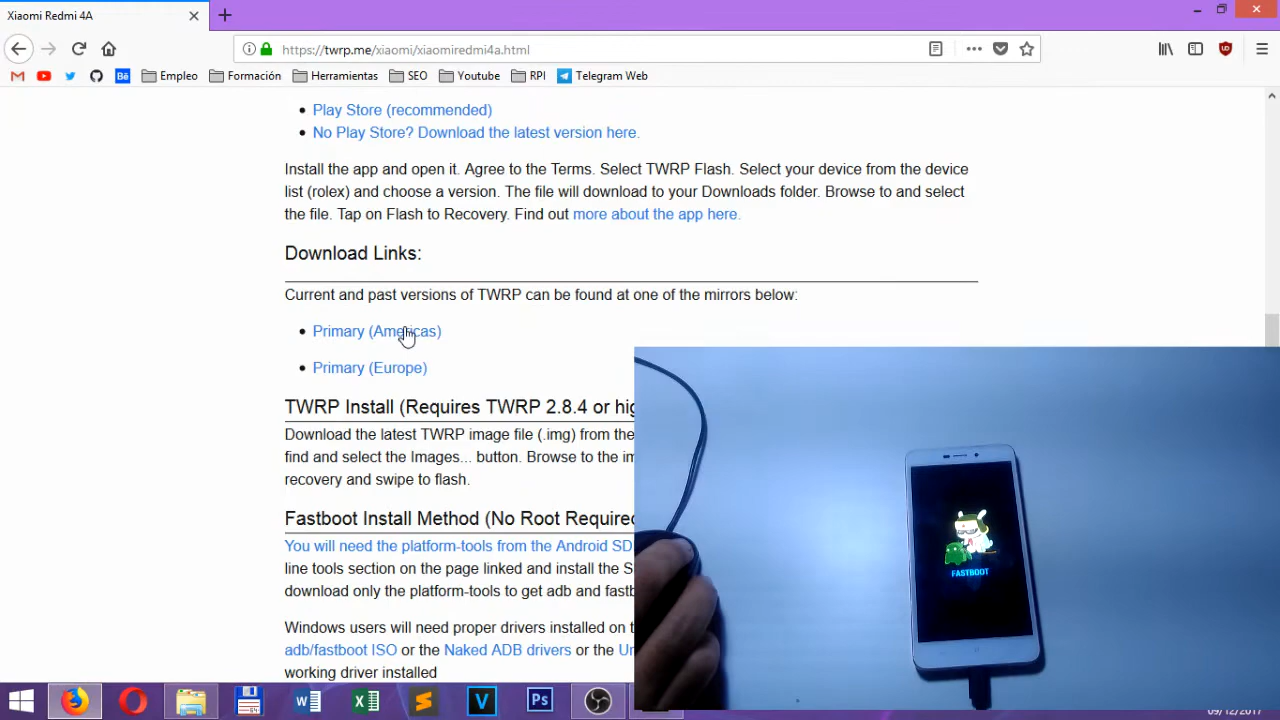 Xiaomi Redmi 4A
https://twrp.me/xiaomi/xiaomiredmi4a.html
Empleo Formación Herramientas SEO Youtube RPI Telegram Web
Play Store (recommended)
No Play Store? Download the latest version here.
Install the app and open it. Agree to the Terms. Select TWRP Flash. Select your device from the device
list (rolex) and choose a version. The file will download to your Downloads folder. Browse to and select
the file. Tap on Flash to Recovery. Find out more about the app here.
Download Links:
Current and past versions of TWRP can be found at one of the mirrors below:
Primary (Americas)
Primary (Europe)
TWRP Install (Requires TWRP 2.8.4 or hig
Download the latest TWRP image file (.img) from the
find and select the Images... button. Browse to the im
recovery and swipe to flash.
Fastboot Install Method (No Root Require
You will need the platform-tools from the Android SD
line tools section on the page linked and install the S
download only the platform-tools to get adb and fastb
Windows users will need proper drivers installed on t
adb/fastboot ISO or the Naked ADB drivers or the Un
working driver installed
FASTBOOT
09/12/2017